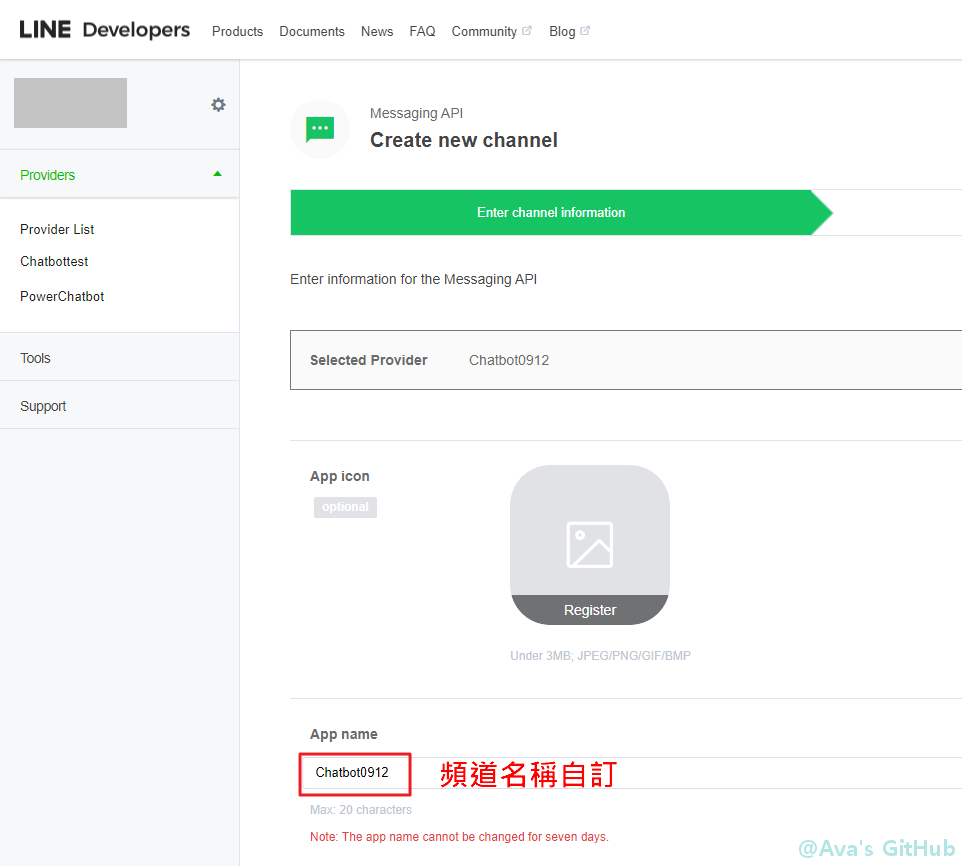 LINE Developers Products Documents News FAQ Community Blog
Messaging API
Create new channel
Providers
Enter channel information
Provider List
Chatbottest
Enter information for the Messaging API
PowerChatbot
Tools
Selected Provider Chatbot0912
Support
App icon
optional
Register
Under 3MB; JPEG/PNG/GIF/BMP
App name
Chatbot0912 頻道名稱自訂
Max: 20 characters
Note: The app name cannot be changed for seven days.
@Ava's GitHub